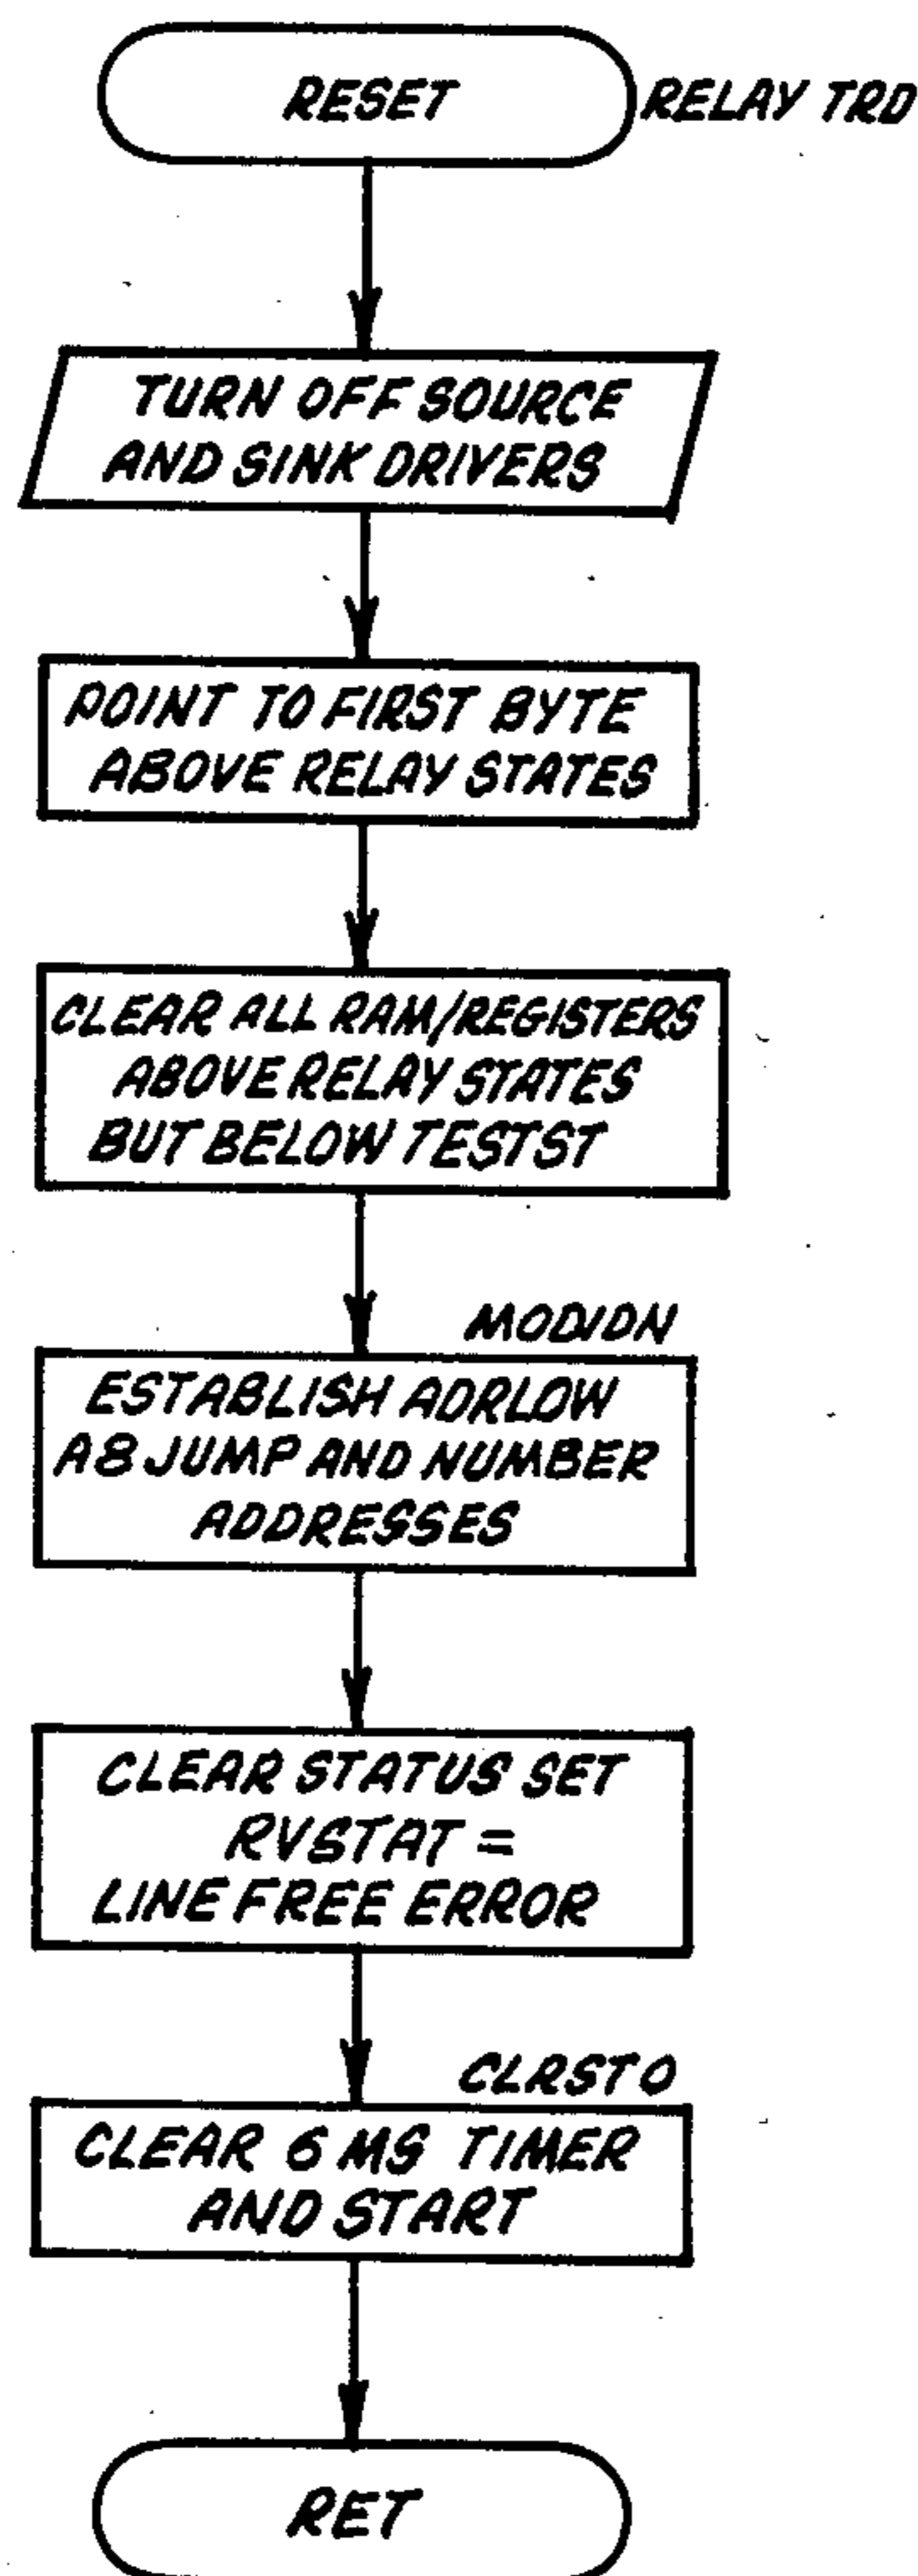 RESET
RELAY TRD
TURN OFF SOURCE
AND SINK DRIVERS
POINT TO FIRST BYTE
ABOVE RELAY STATES
CLEAR ALL RAM/REGISTERS
ABOVE RELAY STATES
BUT BELOW TESTST
MODIDN
ESTABLISH ADRLOW
A8 JUMP AND NUMBER
ADDRESSES
CLEAR STATUS SET
RVSTAT =
LINE FREE ERROR
CLRSTO
CLEAR 6 MS TIMER
AND START
RET